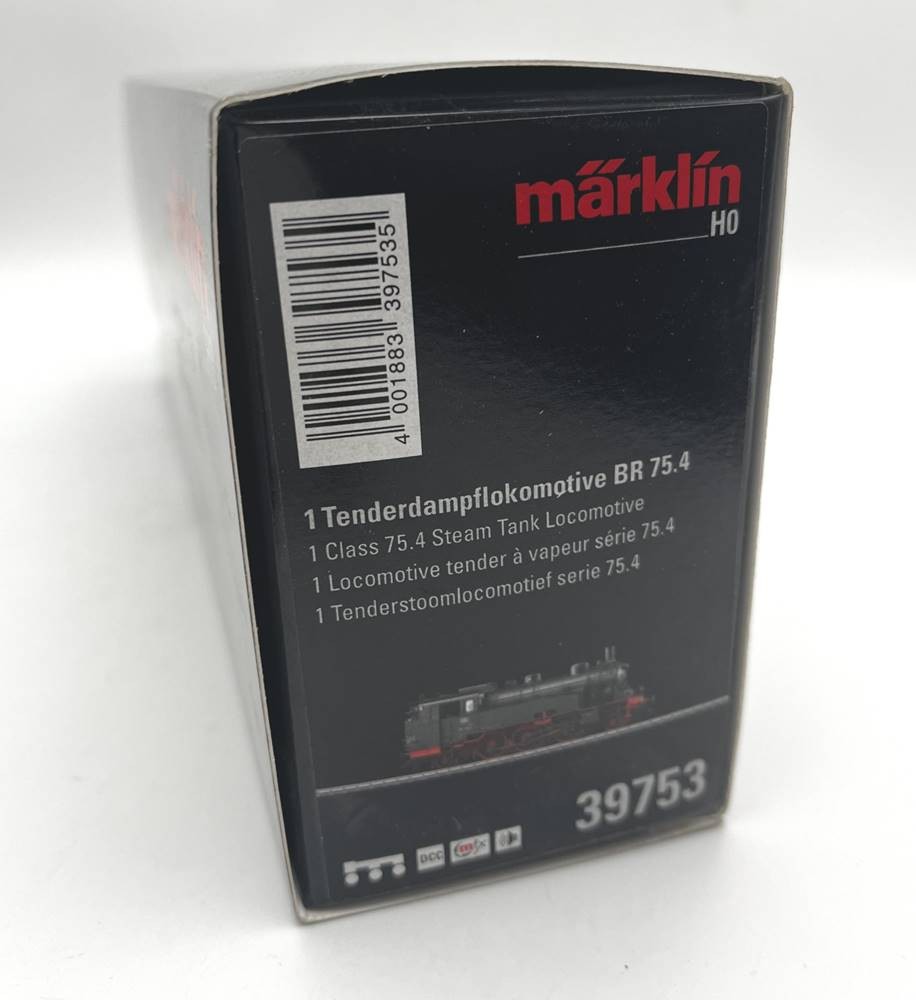 märklin
H0
4 001883 397535
1 Tenderdampflokomotive BR 75.4
1 Class 75.4 Steam Tank Locomotive
1 Locomotive tender à vapeur série 75.4
1 Tenderstoomlocomotief serie 75.4
39753
DCC mfx